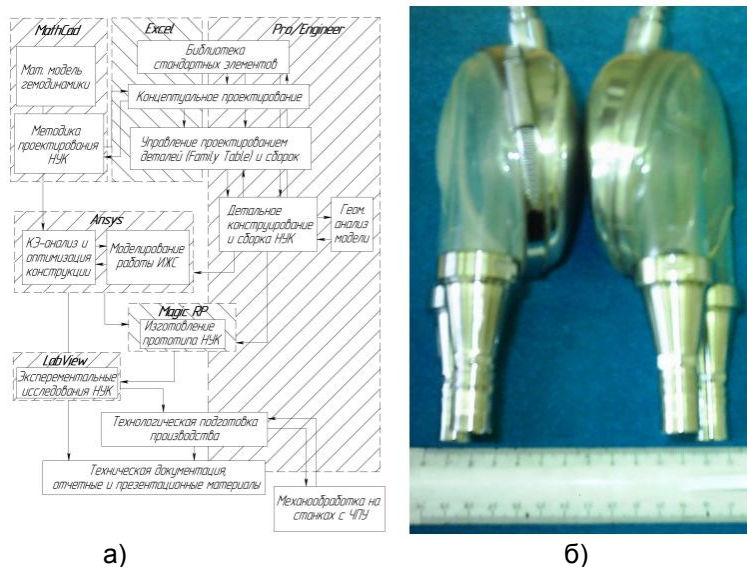 MathCad
Excel
Pro/Engineer
Библиотека
стандартных элементов
Мат. модель
гемодинамики
Концептуальное проектирование
Методика
проектирования
НУК
Управление проектированием
деталей (Family Table) и сборок
Детальное
конструирование
и сборка НУК
Геом.
анализ
модели
Ansys
КЭ-анализ и
оптимизация
конструкции
Моделирование
работы ИЖС
Magic RP
Изготовление
прототипа НУК
LabView
Эксперементальные
исследования НУК
Технологическая подготовка
производства
Техническая документация,
отчетные и презентационные материалы
Механообработка на
станках с ЧПУ
а)
б)